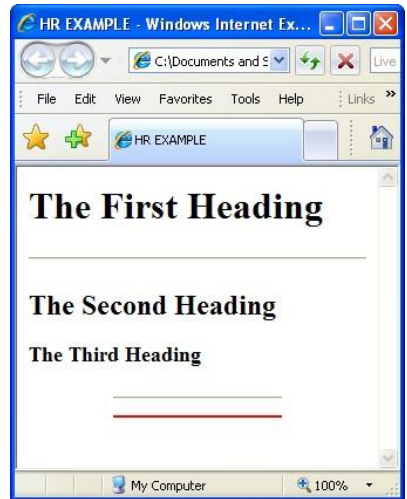 HR EXAMPLE - Windows Internet Ex...
C:\Documents and S
Live
File Edit View Favorites Tools Help Links »
HR EXAMPLE
The First Heading
The Second Heading
The Third Heading
My Computer 100%